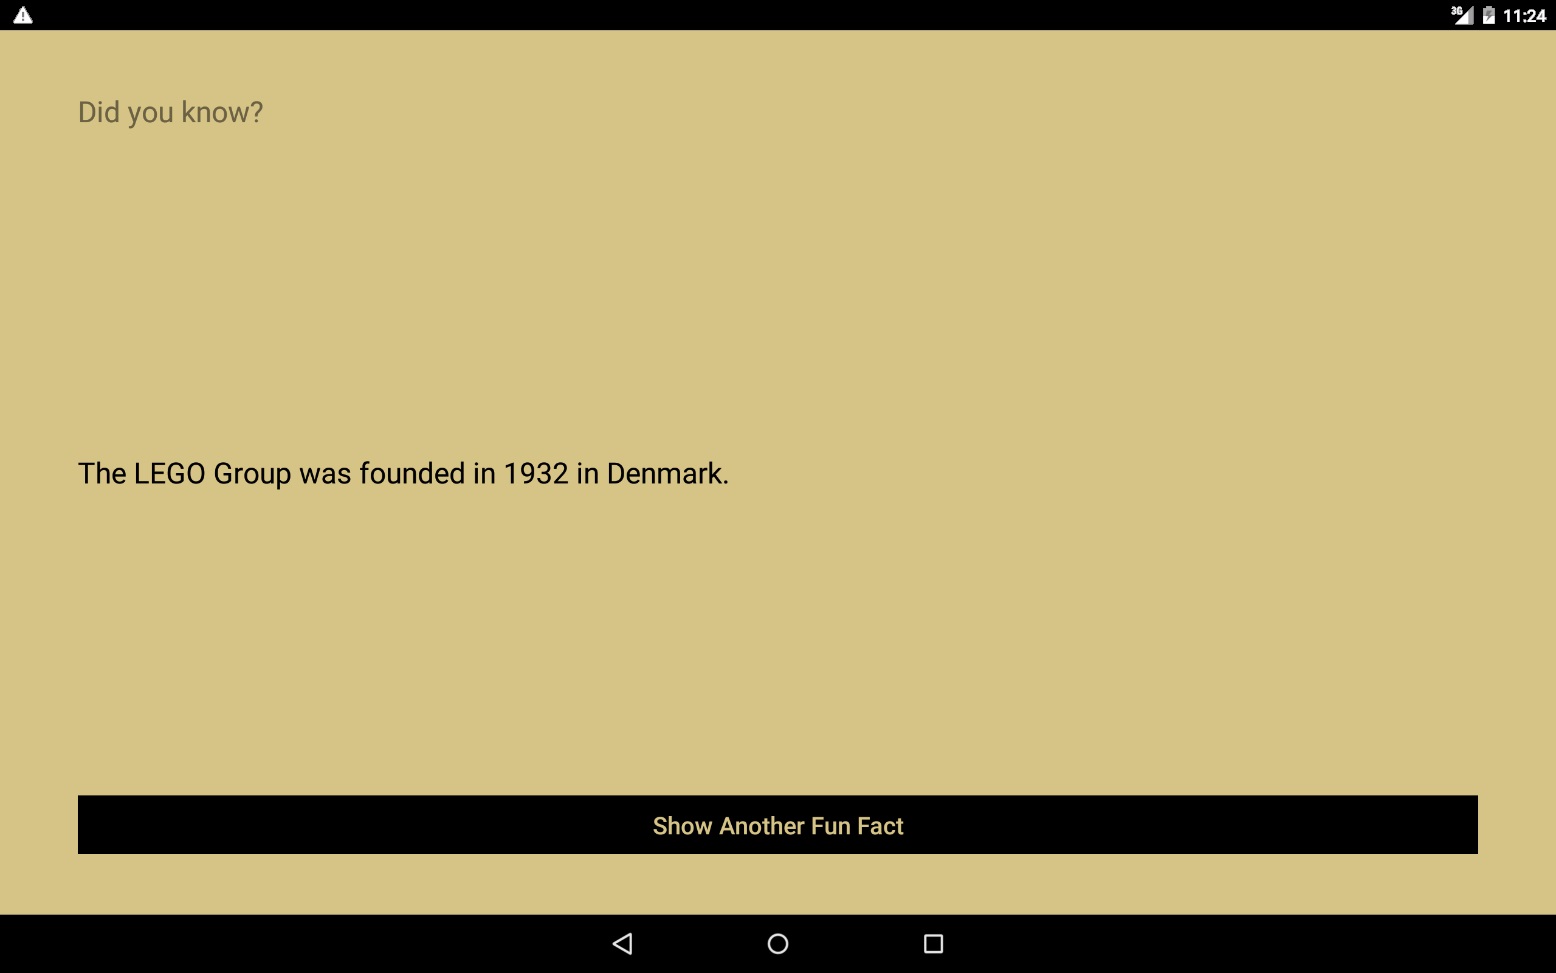 3G 11:24
Did you know?
The LEGO Group was founded in 1932 in Denmark.
Show Another Fun Fact